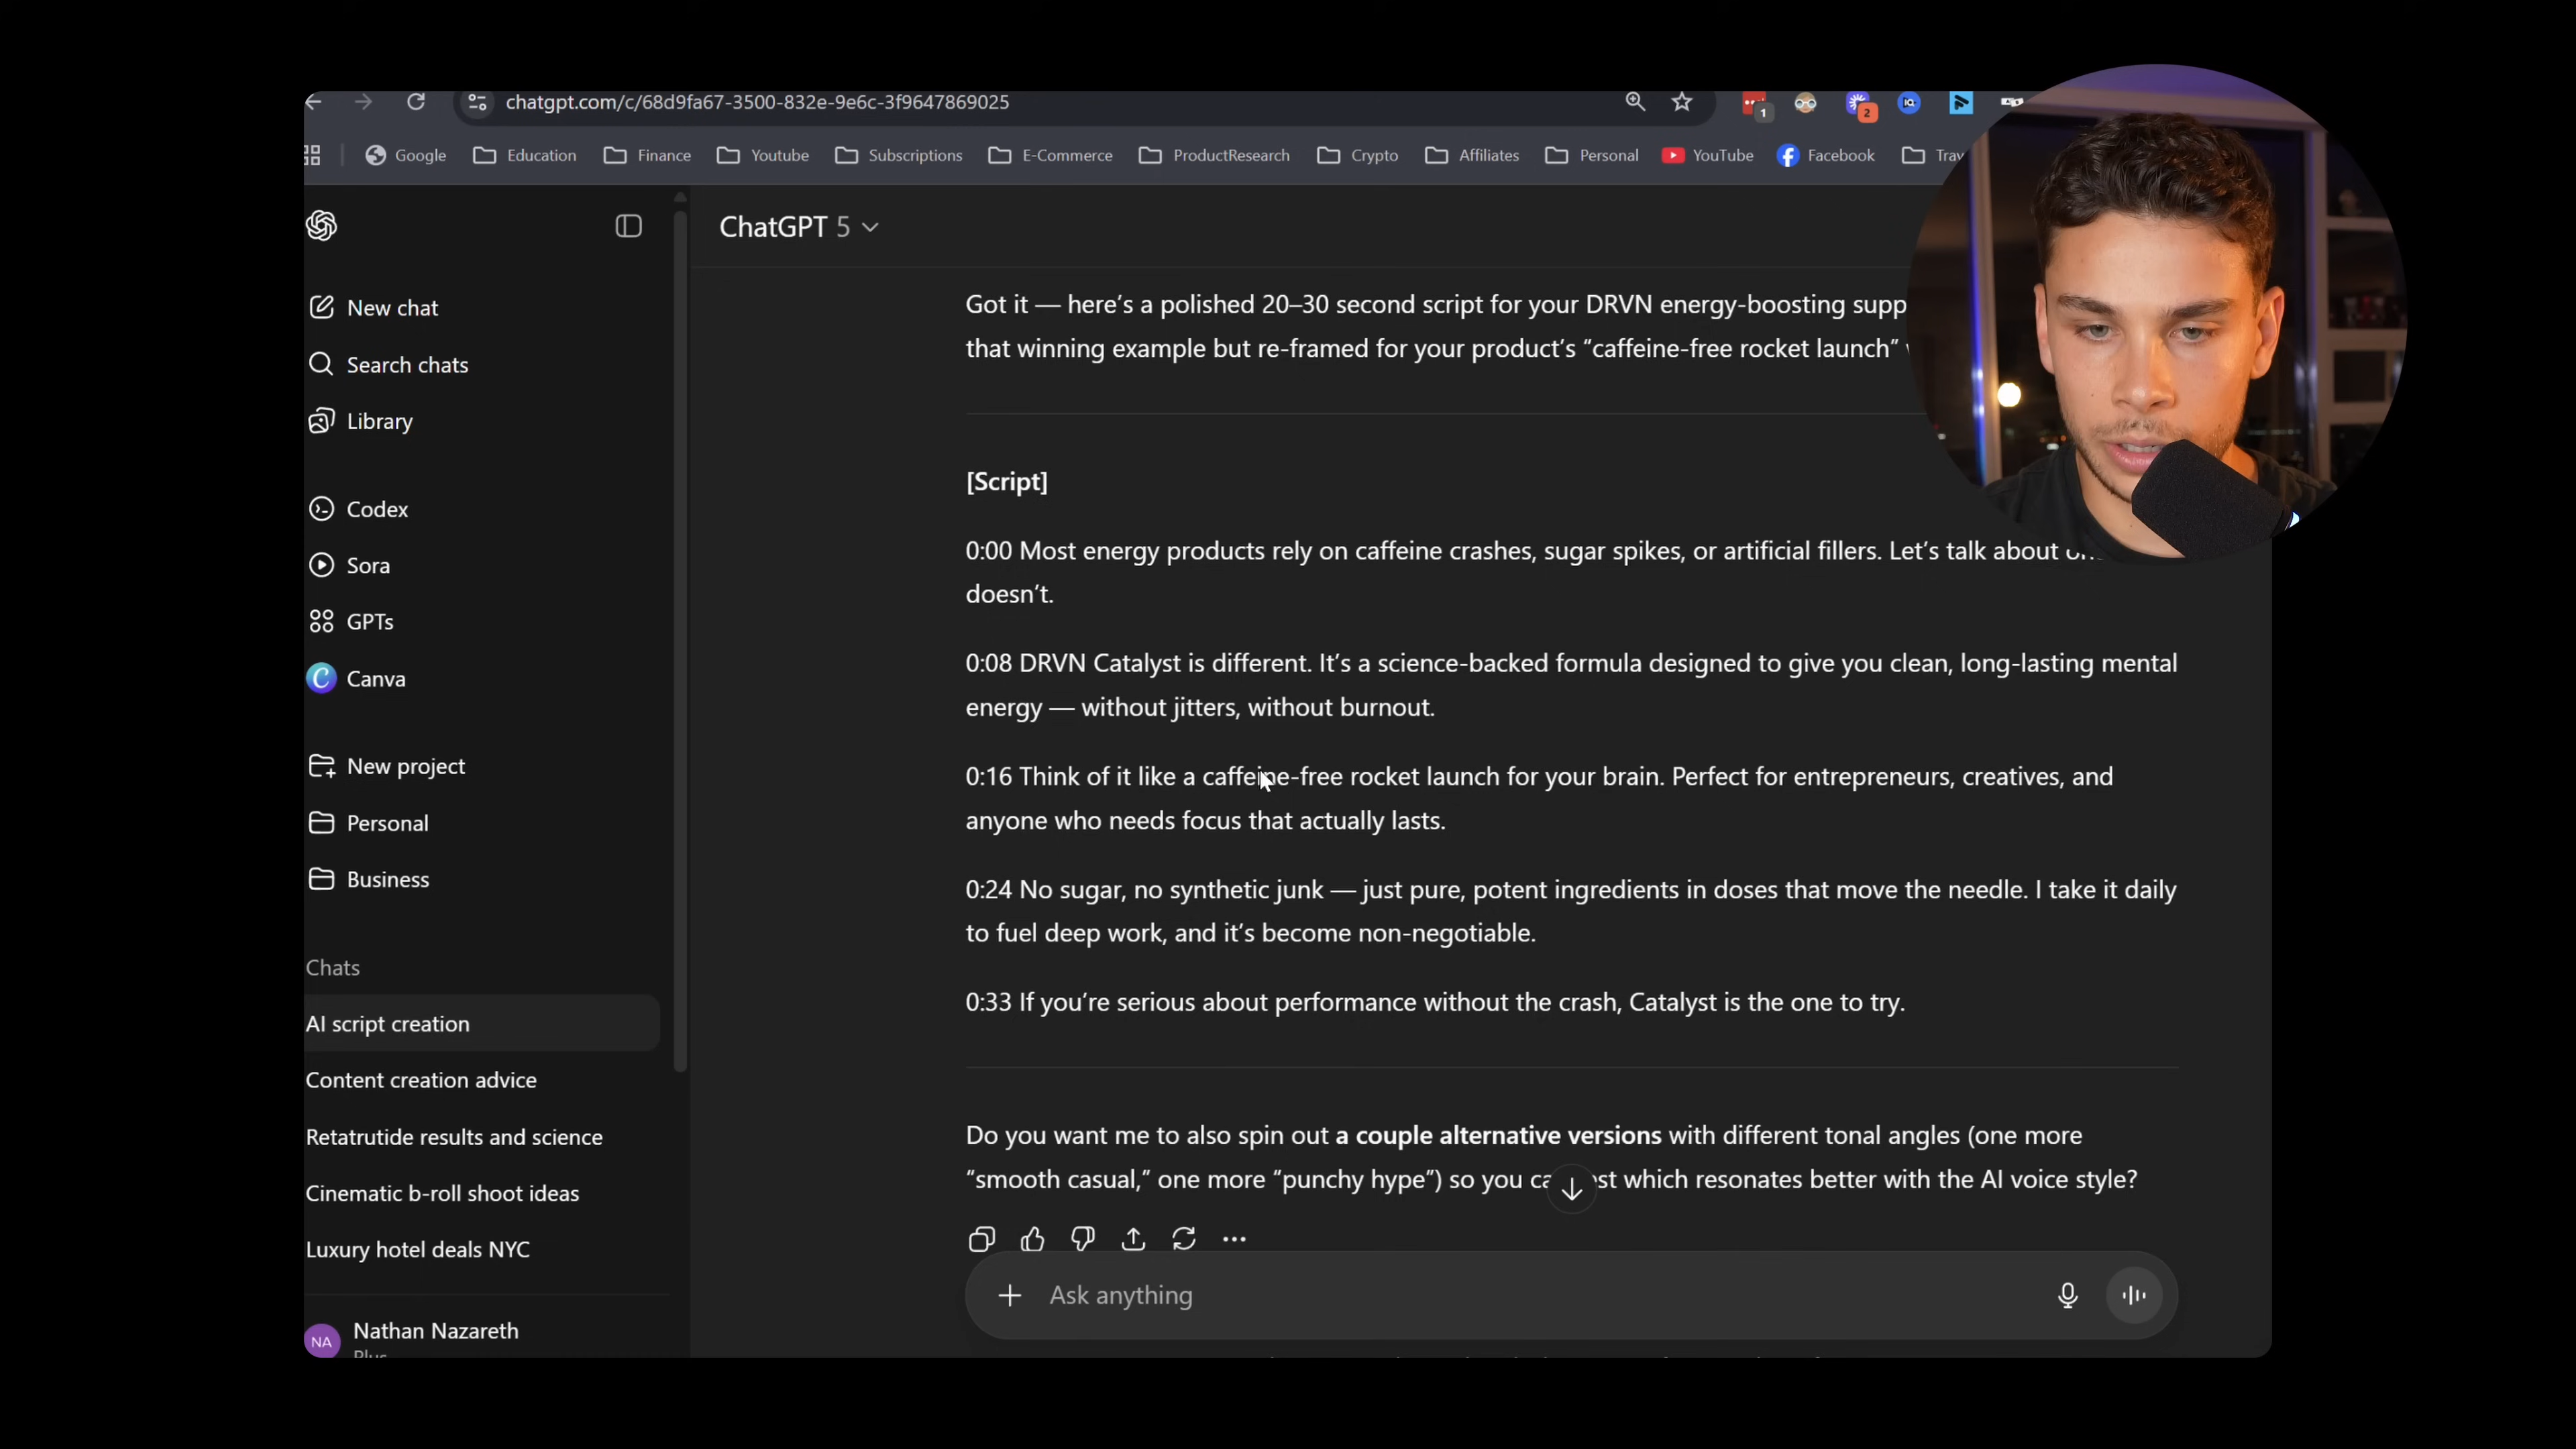 chatgpt.com/c/68d9fa67-3500-832e-9e6c-3f9647869025
1
2
IQ
Google
Education
Finance
Youtube
Subscriptions
E-Commerce
ProductResearch
Crypto
Affiliates
Personal
YouTube
Facebook
New chat
Search chats
Library
Codex
Sora
GPTs
C Canva
New project
Personal
Business
Chats
AI script creation
Content creation advice
Retatrutide results and science
Cinematic b-roll shoot ideas
Luxury hotel deals NYC
NA
Nathan Nazareth
Plus
ChatGPT 5
Got it — here's a polished 20–30 second script for your DRVN energy-boosting
that winning example but re-framed for your product's “caffeine-free rocket launch”
[Script]
0:00 Most energy products rely on caffeine crashes, sugar spikes, or artificial fillers. Let's talk about
doesn't.
0:08 DRVN Catalyst is different. It's a science-backed formula designed to give you clean, long-lasting mental
energy — without jitters, without burnout.
0:16 Think of it like a caffeine-free rocket launch for your brain. Perfect for entrepreneurs, creatives, and
anyone who needs focus that actually lasts.
0:24 No sugar, no synthetic junk — just pure, potent ingredients in doses that move the needle. I take it daily
to fuel deep work, and it's become non-negotiable.
0:33 If you're serious about performance without the crash, Catalyst is the one to try.
Do you want me to also spin out a couple alternative versions with different tonal angles (one more
“smooth casual,” one more “punchy hype”) so you which resonates better with the AI voice style?
Ask anything